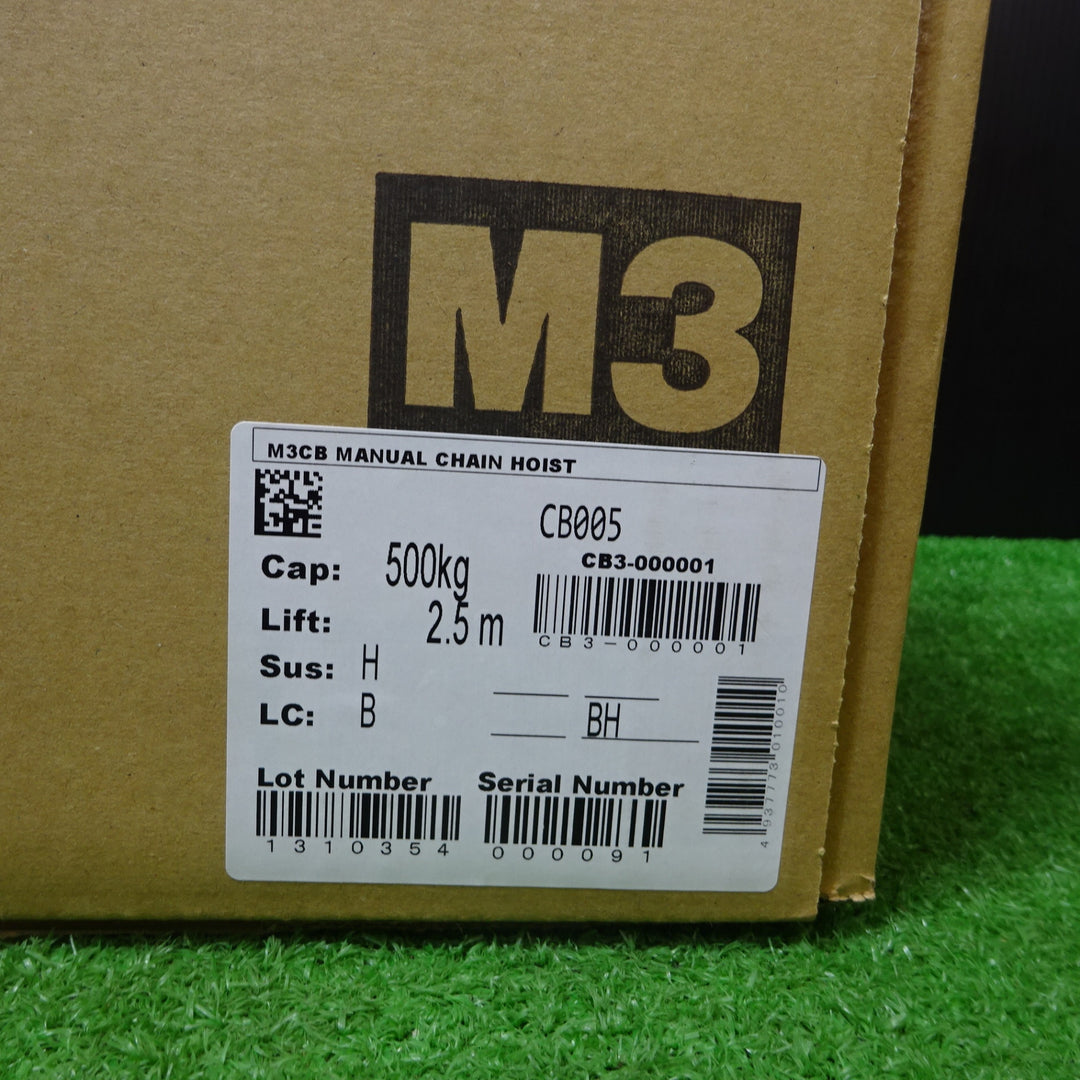 M3
M3CB MANUAL CHAIN HOIST
CB005
CB3-000001
CB3-000001
Cap: 500kg
Lift: 2.5 m
Sus: H
LC: B
BH
Lot Number
1310354
Serial Number
000091
4937773010010